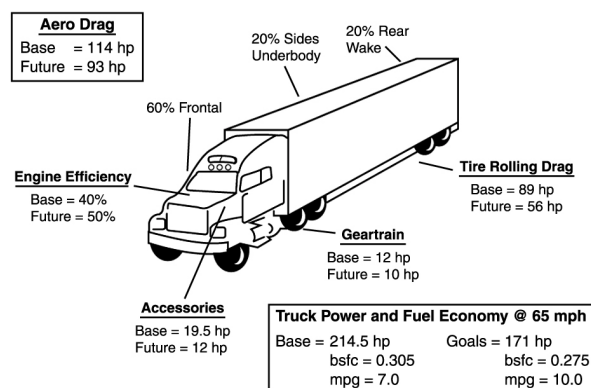 Aero Drag
Base = 114 hp
Future = 93 hp
20% Sides
Underbody
20% Rear
Wake
60% Frontal
Engine Efficiency
Base = 40%
Future = 50%
Tire Rolling Drag
Base = 89 hp
Future = 56 hp
Geartrain
Base = 12 hp
Future = 10 hp
Accessories
Base = 19.5 hp
Future = 12 hp
Truck Power and Fuel Economy @ 65 mph
Base = 214.5 hp Goals = 171 hp
bsfc = 0.305 bsfc = 0.275
mpg = 7.0 mpg = 10.0